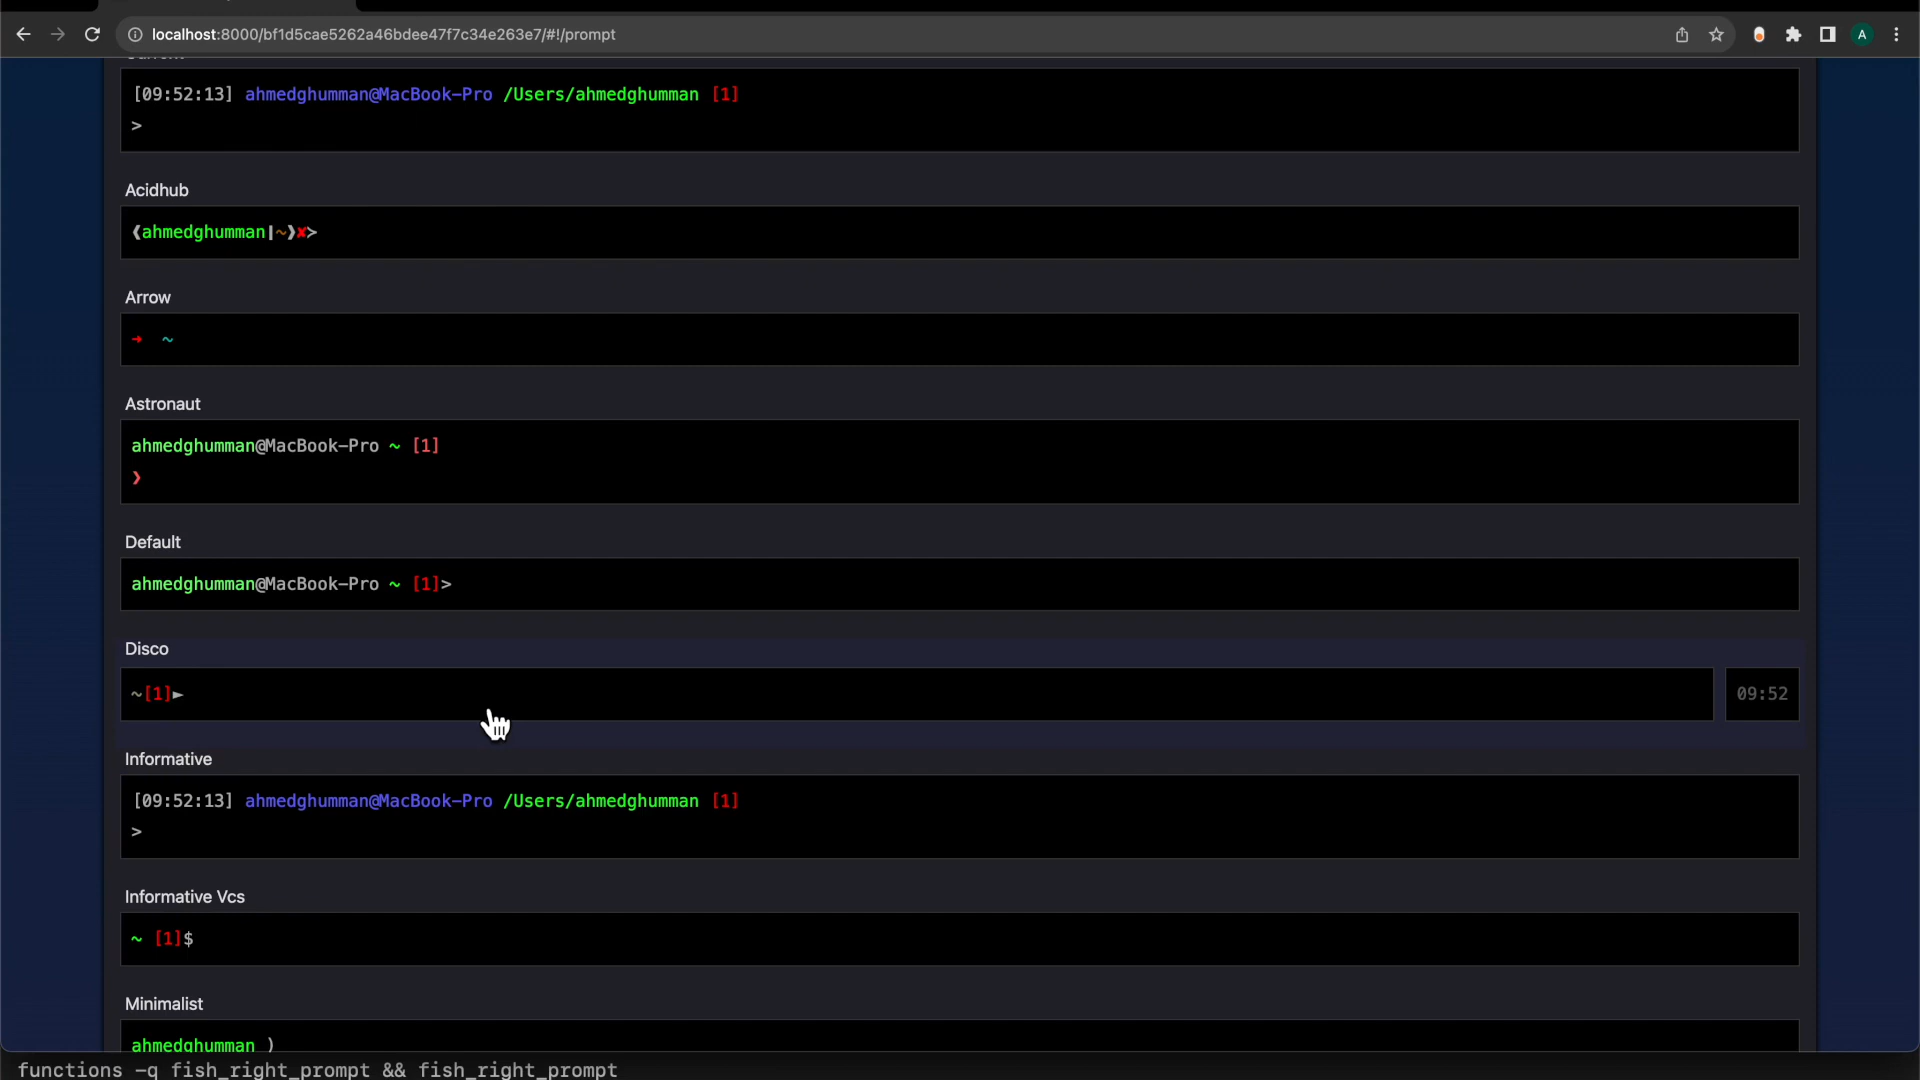 localhost:8000/bf1d5cae5262a46bdee47f7c34e263e7/#!/prompt
A
Current
[09:52:13] ahmedghumman@MacBook-Pro /Users/ahmedghumman [1]
>
Acidhub
❰ahmedghumman|~❱✘≻
Arrow
➜ ~
Astronaut
ahmedghumman@MacBook-Pro ~ [1]
❯
Default
ahmedghumman@MacBook-Pro ~ [1]>
Disco
~[1]► 09:52
Informative
[09:52:13] ahmedghumman@MacBook-Pro /Users/ahmedghumman [1]
>
Informative Vcs
~ [1]$
Minimalist
ahmedghumman )
functions -q fish_right_prompt && fish_right_prompt